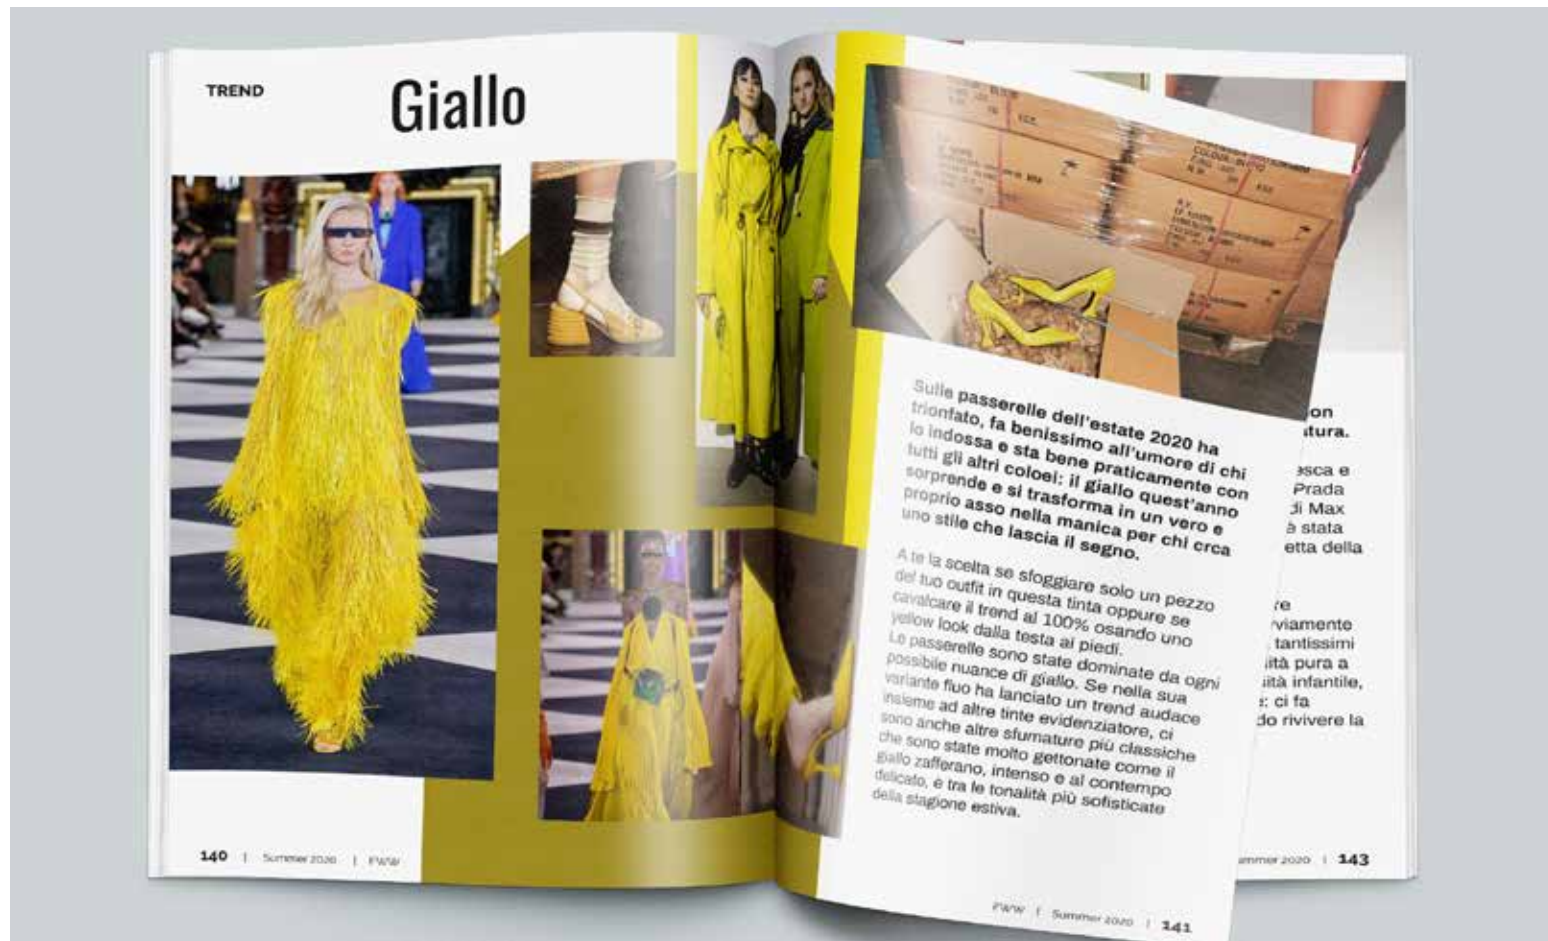 TREND
Giallo
140 | Summer 2020 | FWW
Sulle passerelle dell'estate 2020 ha
trionfato, fa benissimo all'umore di chi
lo indossa e sta bene praticamente con
tutti gli altri coloei: il giallo quest'anno
sorprende e si trasforma in un vero e
proprio asso nella manica per chi crca
uno stile che lascia il segno.
A te la scelta se sfoggiare solo un pezzo
del tuo outfit in questa tinta oppure se
cavalcare il trend al 100% osando uno
yellow look dalla testa ai piedi.
Le passerelle sono state dominate da ogni
possibile nuance di giallo. Se nella sua
variante fluo ha lanciato un trend audace
insieme ad altre tinte evidenziatore, ci
sono anche altre sfumature più classiche
che sono state molto gettonate come il
giallo zafferano, intenso e al contempo
delicato, è tra le tonalità più sofisticate
della stagione estiva.
FWW | Summer 2020 | 141
on
atura.
esca e
Prada
di Max
è stata
etta della
re
vviamente
tantissimi
ità pura a
sità infantile,
e: ci fa
do rivivere la
ummer 2020 | 143